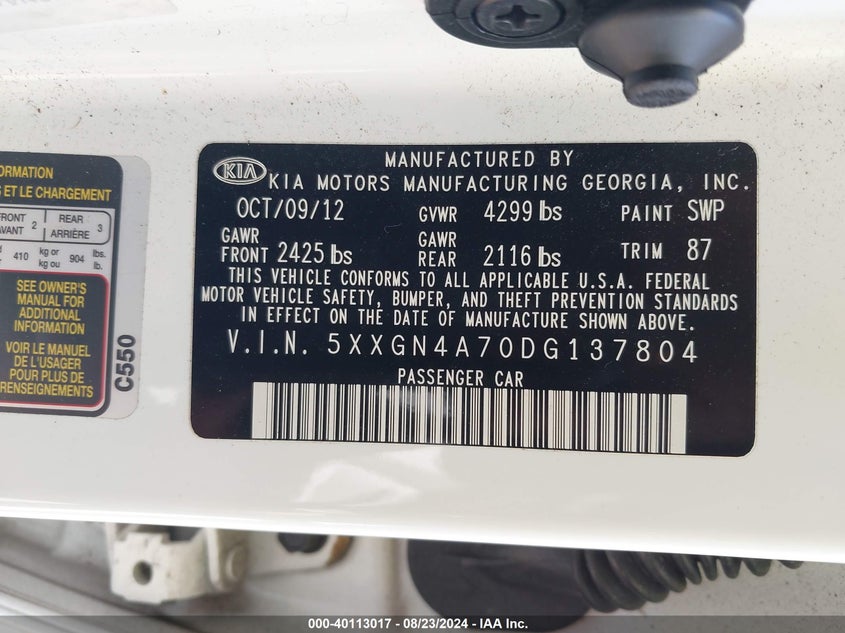 ORMATION
S ET LE CHARGEMENT
FRONT 2 REAR 3
AVANT ARRIÈRE
410 kg or 904 lbs.
kg ou lb.
SEE OWNER'S
MANUAL FOR
ADDITIONAL
INFORMATION
VOIR LE MANUEL
DE L'USAGER
POUR PLUS DE
RENSEIGNEMENTS
C550
KIA
MANUFACTURED BY
KIA MOTORS MANUFACTURING GEORGIA, INC.
OCT/09/12 GVWR 4299 lbs PAINT SWP
GAWR FRONT 2425 lbs GAWR REAR 2116 lbs TRIM 87
THIS VEHICLE CONFORMS TO ALL APPLICABLE U.S.A. FEDERAL
MOTOR VEHICLE SAFETY, BUMPER, AND THEFT PREVENTION STANDARDS
IN EFFECT ON THE DATE OF MANUFACTURE SHOWN ABOVE.
V.I.N. 5XXGN4A70DG137804
PASSENGER CAR
000-40113017 - 08/23/2024 - IAA Inc.